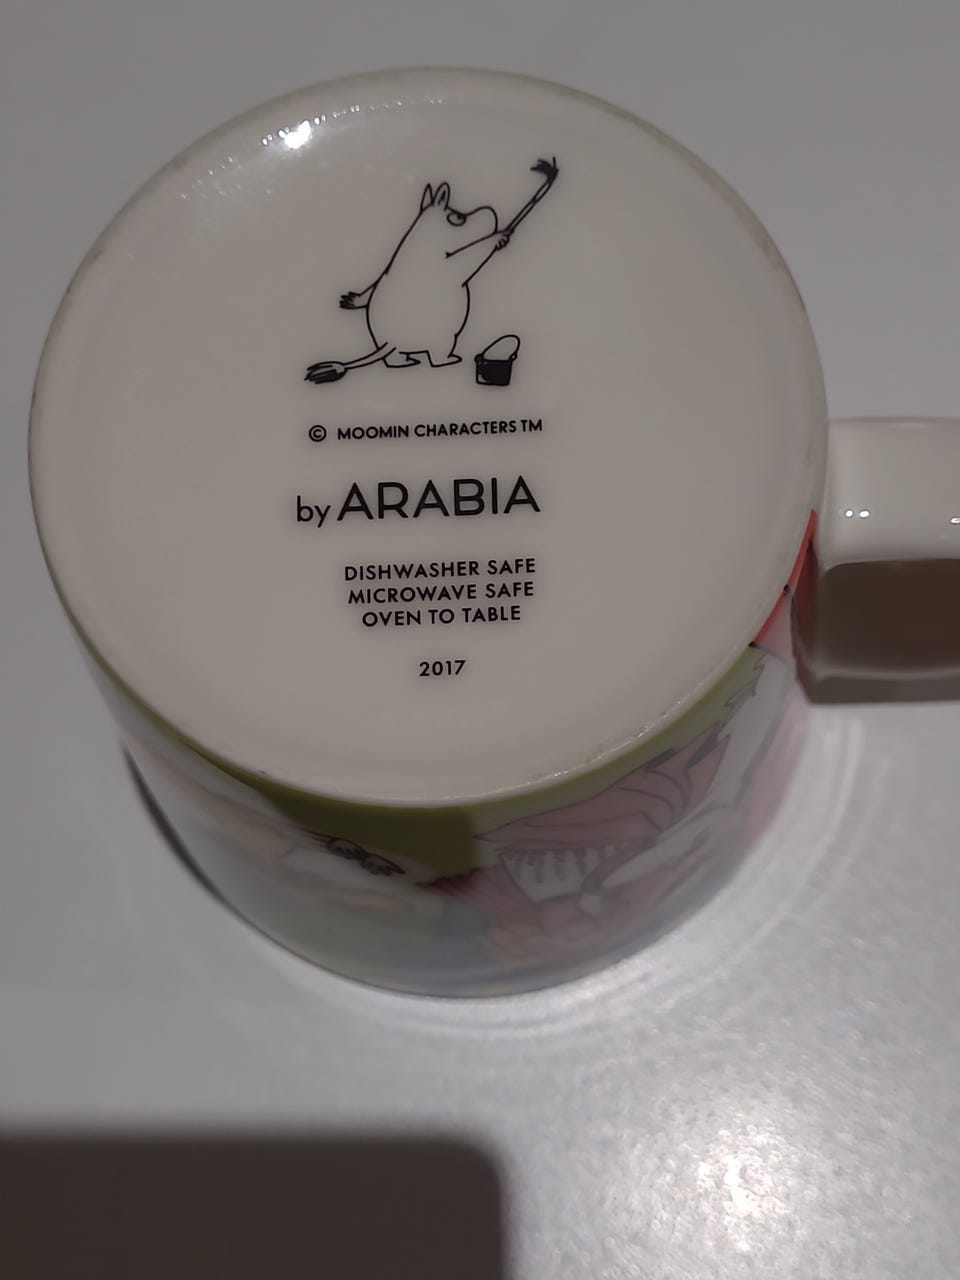 © MOOMIN CHARACTERS TM
by ARABIA
DISHWASHER SAFE
MICROWAVE SAFE
OVEN TO TABLE
2017